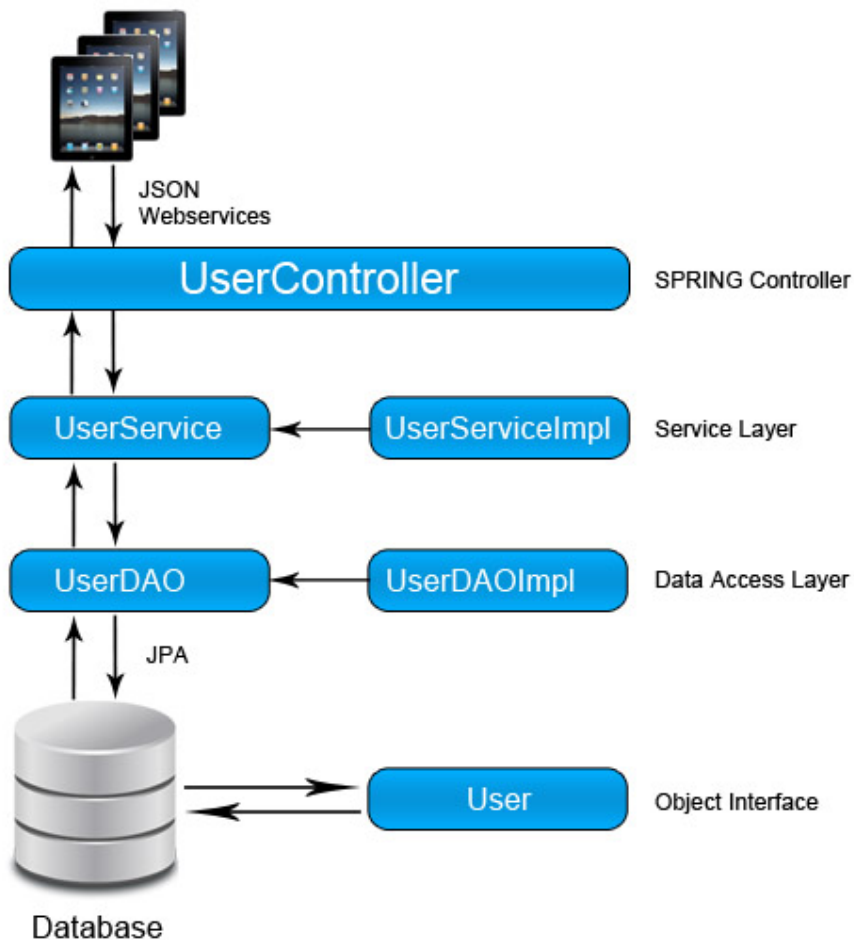 JSON
Webservices
UserController
SPRING Controller
UserService
UserServiceImpl
Service Layer
UserDAO
UserDAOImpl
Data Access Layer
JPA
User
Object Interface
Database